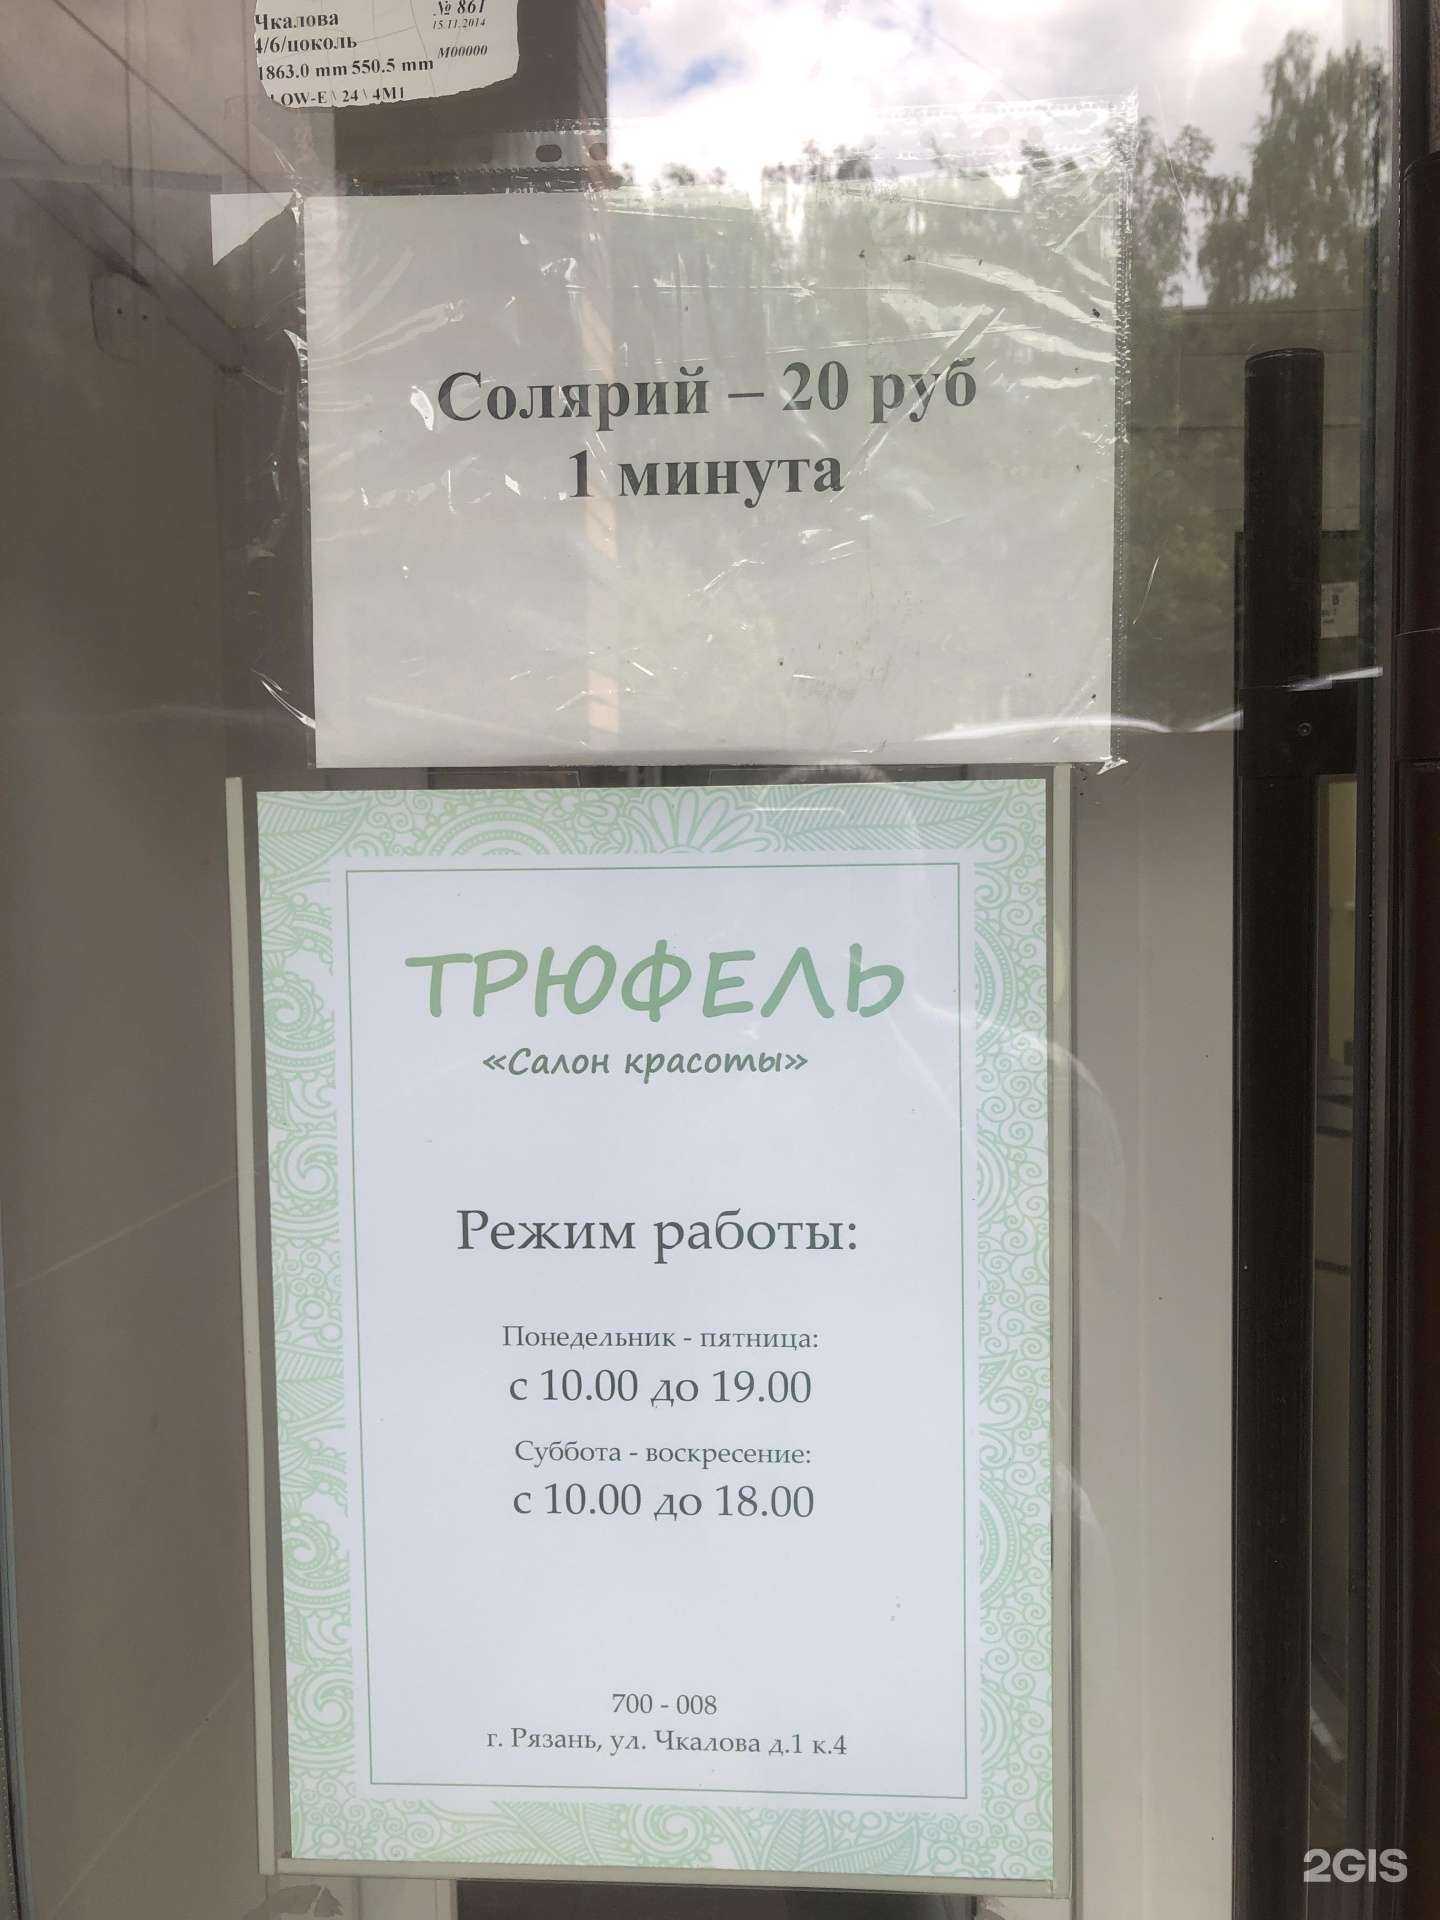 Чкалова
№ 861
15.11.2014
4/6/цоколь
М00000
1863.0 mm 550.5 mm
LOW-E \ 24 \ 4M1
Солярий – 20 руб
1 минута
ТРЮФЕЛЬ
«Салон красоты»
Режим работы:
Понедельник - пятница:
с 10.00 до 19.00
Суббота - воскресение:
с 10.00 до 18.00
700 - 008
г. Рязань, ул. Чкалова д.1 к.4
2GIS